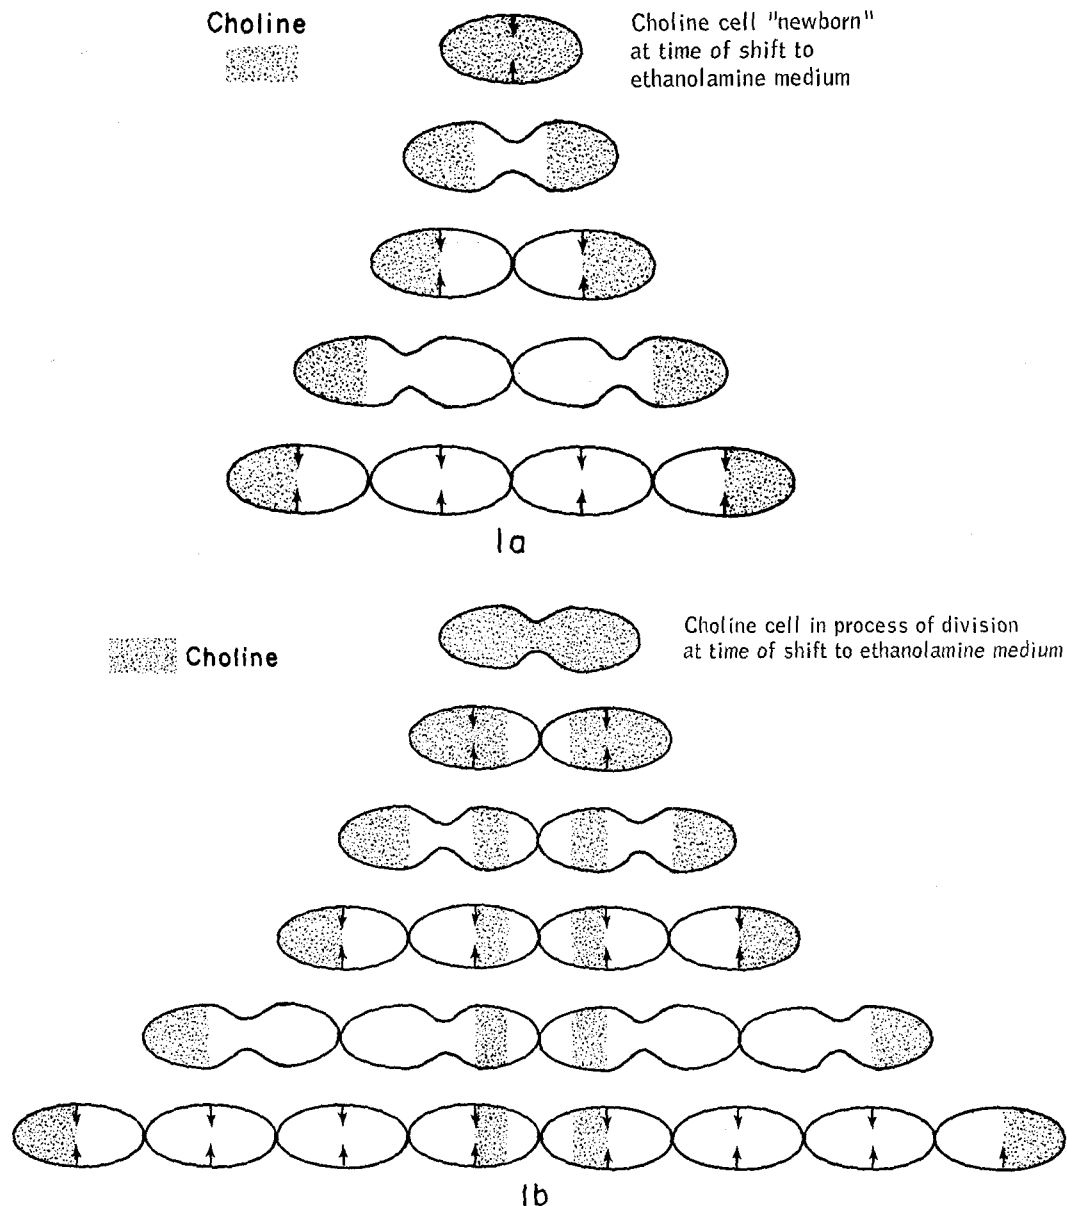 Choline
Choline cell "newborn"
at time of shift to
ethanolamine medium
1a
Choline
Choline cell in process of division
at time of shift to ethanolamine medium
1b